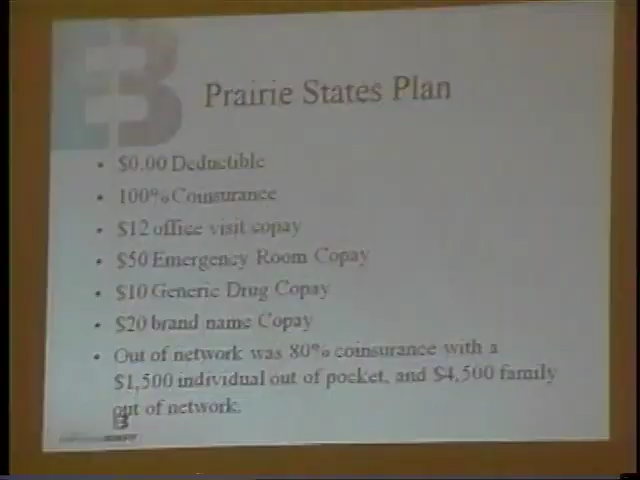 Prairie States Plan
• $0.00 Deductible
• 100% Coinsurance
• $12 office visit copay
• $50 Emergency Room Copay
• $10 Generic Drug Copay
• $20 brand name Copay
• Out of network was 80% coinsurance with a
$1,500 individual out of pocket, and $4,500 family
out of network.